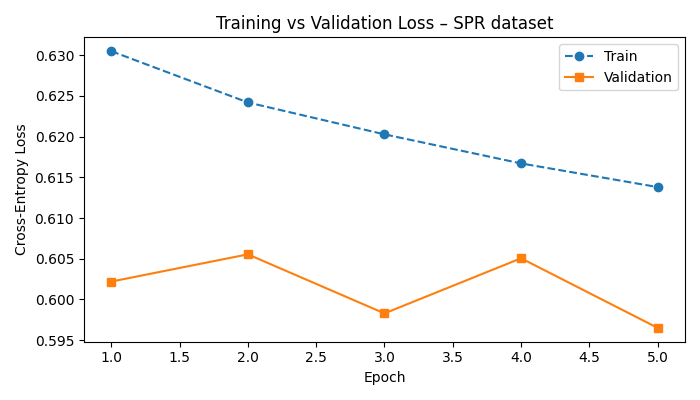 Training vs Validation Loss – SPR dataset
Train
Validation
Cross-Entropy Loss
0.630
0.625
0.620
0.615
0.610
0.605
0.600
0.595
1.0 1.5 2.0 2.5 3.0 3.5 4.0 4.5 5.0
Epoch